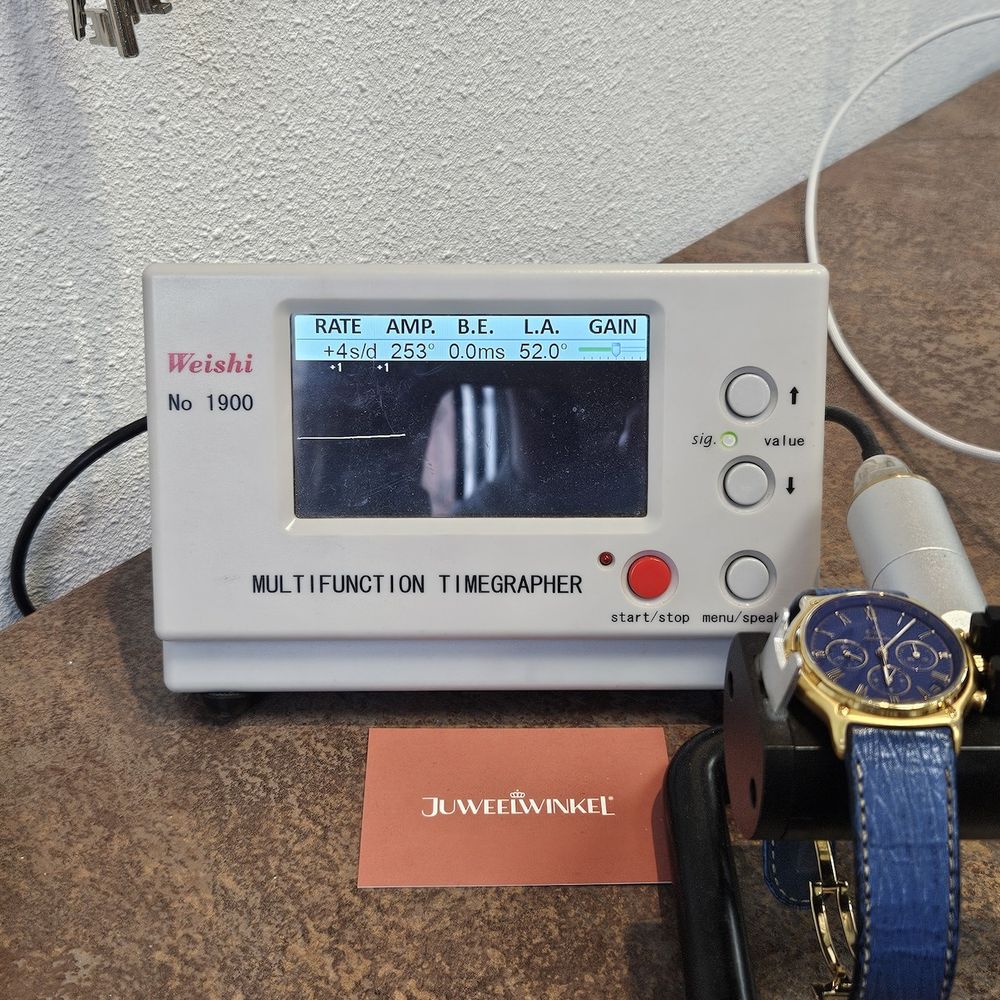 RATE AMP. B.E. L.A. GAIN
+4s/d 253° 0.0ms 52.0°
+1 +1
Weishi
No 1900
sig. value
MULTIFUNCTION TIMEGRAPHER
start/stop menu/speak
JUWEELWINKEL®